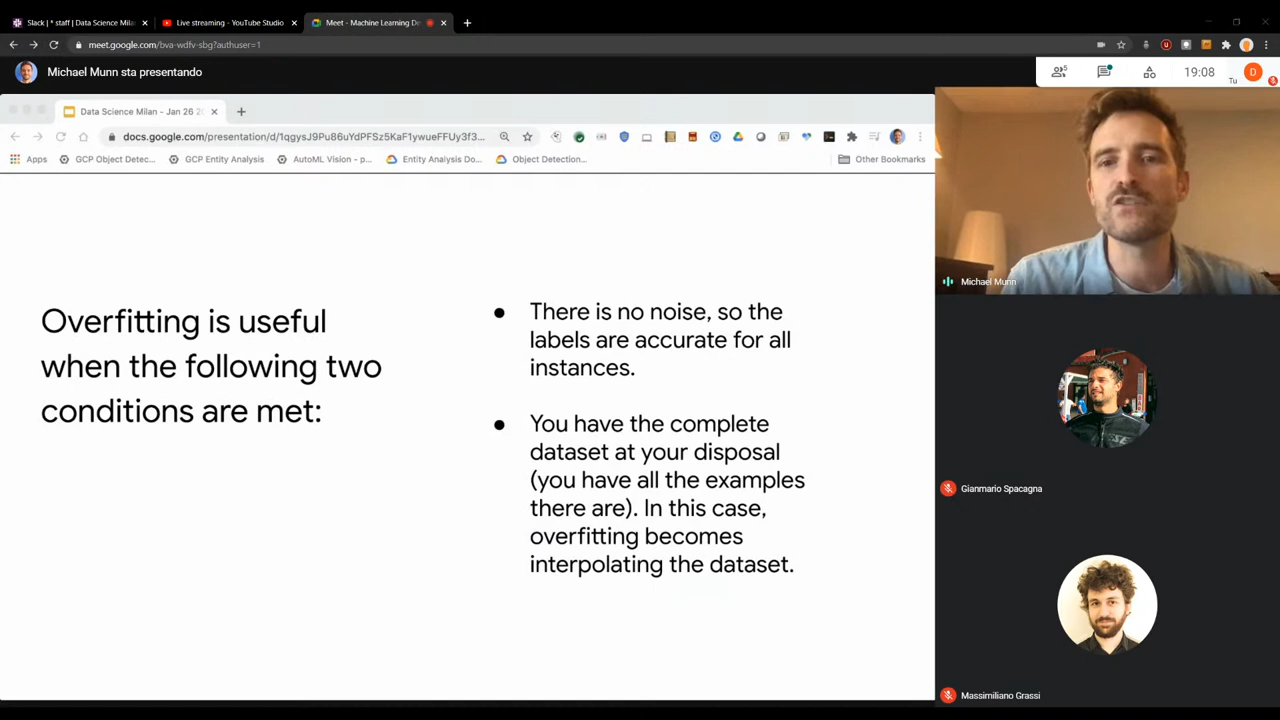 Slack | * staff | Data Science Mila
Live streaming - YouTube Studio
Meet - Machine Learning De
meet.google.com/bva-wdfv-sbg?authuser=1
Michael Munn sta presentando
5
19:08
D
Tu
Data Science Milan - Jan 26 2
docs.google.com/presentation/d/1qgysJ9Pu86uYdPFSz5KaF1ywueFFUy3f3...
Apps
GCP Object Detec...
GCP Entity Analysis
AutoML Vision - p...
Entity Analysis Do...
Object Detection...
Other Bookmarks
Overfitting is useful
when the following two
conditions are met:
● There is no noise, so the
labels are accurate for all
instances.
● You have the complete
dataset at your disposal
(you have all the examples
there are). In this case,
overfitting becomes
interpolating the dataset.
Michael Munn
Gianmario Spacagna
Massimiliano Grassi